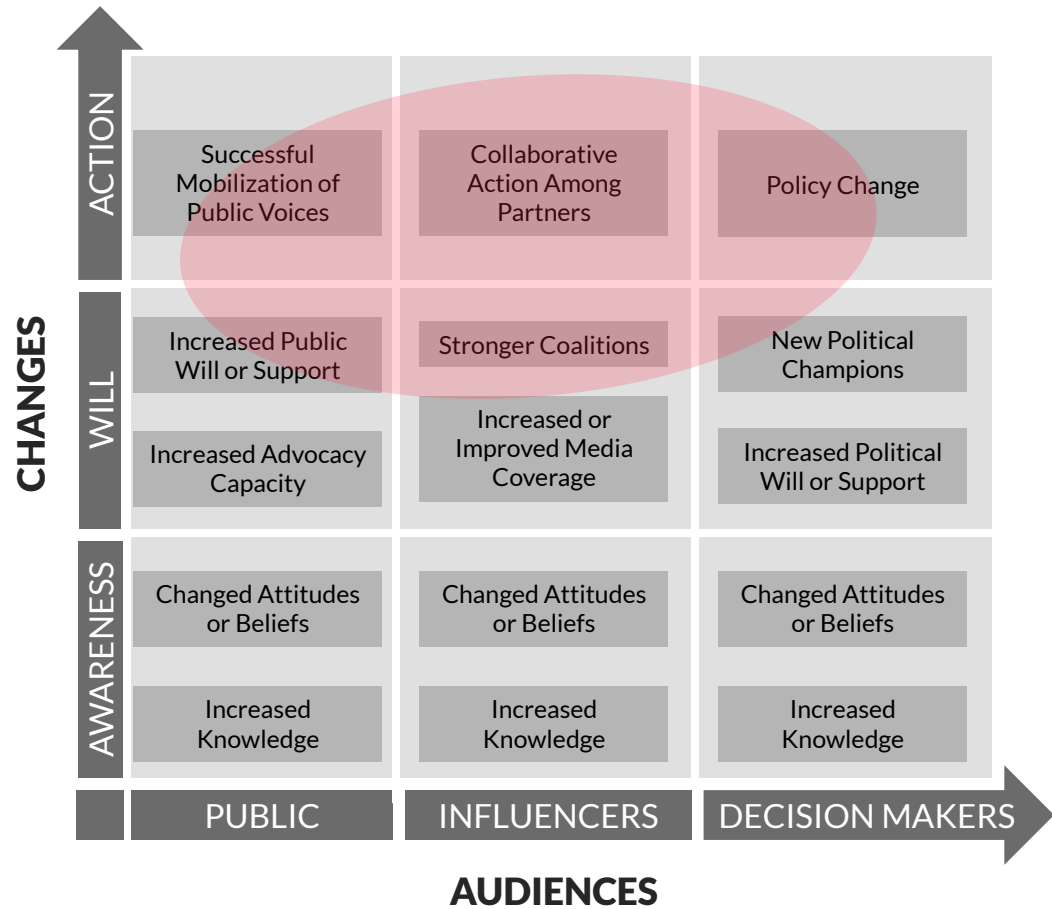 CHANGES
ACTION
Successful
Mobilization of
Public Voices
Collaborative
Action Among
Partners
Policy Change
WILL
Increased Public
Will or Support
Stronger Coalitions
New Political
Champions
Increased Advocacy
Capacity
Increased or
Improved Media
Coverage
Increased Political
Will or Support
AWARENESS
Changed Attitudes
or Beliefs
Changed Attitudes
or Beliefs
Changed Attitudes
or Beliefs
Increased
Knowledge
Increased
Knowledge
Increased
Knowledge
PUBLIC
INFLUENCERS
DECISION MAKERS
AUDIENCES